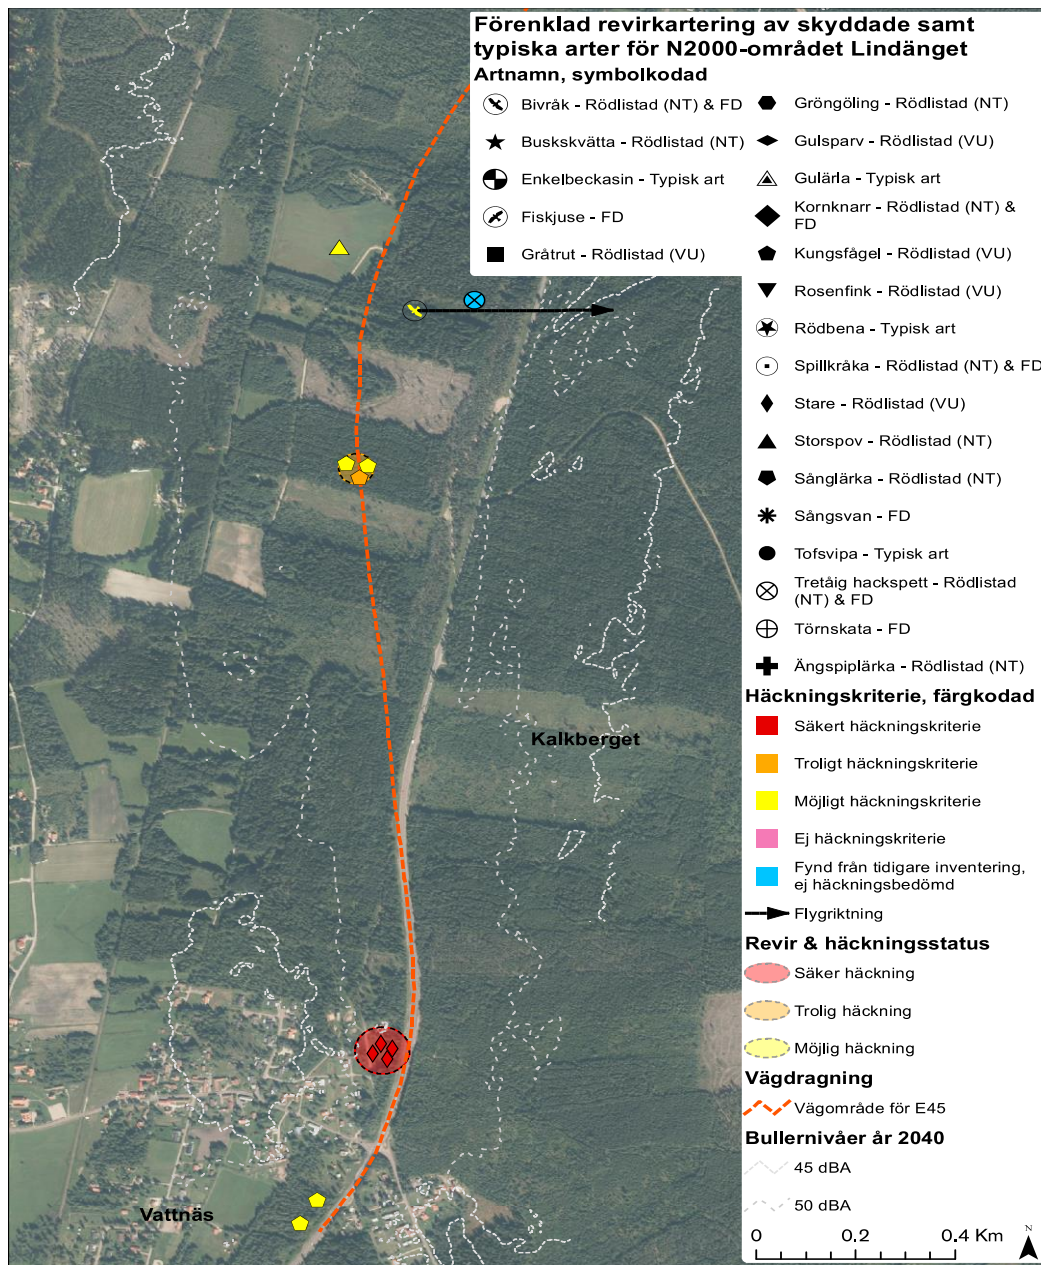 Förenklad revirkartering av skyddade samt
typiska arter för N2000-området Lindänget
Artnamn, symbolkodad
Bivråk - Rödlistad (NT) & FD
Buskskvätta - Rödlistad (NT)
Enkelbeckasin - Typisk art
Fiskjuse - FD
Gråtrut - Rödlistad (VU)
Gröngöling - Rödlistad (NT)
Gulsparv - Rödlistad (VU)
Gulärla - Typisk art
Kornknarr - Rödlistad (NT) &
FD
Kungsfågel - Rödlistad (VU)
Rosenfink - Rödlistad (VU)
Rödbena - Typisk art
Spillkråka - Rödlistad (NT) & FD
Stare - Rödlistad (VU)
Storspov - Rödlistad (NT)
Sånglärka - Rödlistad (NT)
Sångsvan - FD
Tofsvipa - Typisk art
Tretåig hackspett - Rödlistad
(NT) & FD
Törnskata - FD
Ängspiplärka - Rödlistad (NT)
Häckningskriterie, färgkodad
Säkert häckningskriterie
Troligt häckningskriterie
Möjligt häckningskriterie
Ej häckningskriterie
Fynd från tidigare inventering,
ej häckningsbedömd
Flygriktning
Revir & häckningsstatus
Säker häckning
Trolig häckning
Möjlig häckning
Vägdragning
Vägområde för E45
Bullernivåer år 2040
45 dBA
50 dBA
0 0.2 0.4 Km
N
Kalkberget
Vattnäs